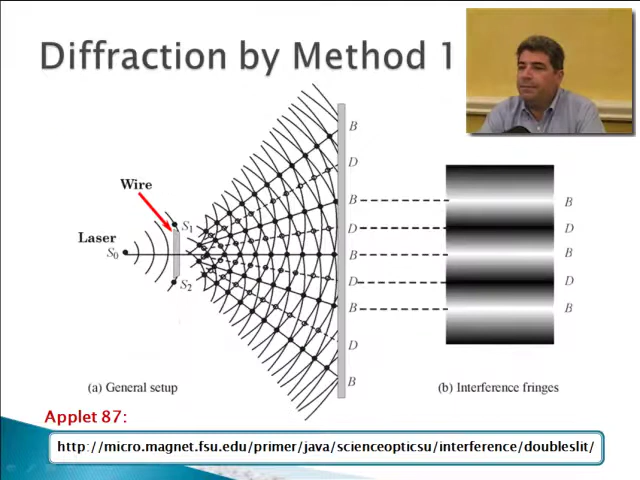 Diffraction by Method 1
Wire
Laser
S0
S1
S2
B
D
B
D
B
D
B
D
B
B
D
B
D
B
(a) General setup
(b) Interference fringes
Applet 87:
http://micro.magnet.fsu.edu/primer/java/scienceopticsu/interference/doubleslit/